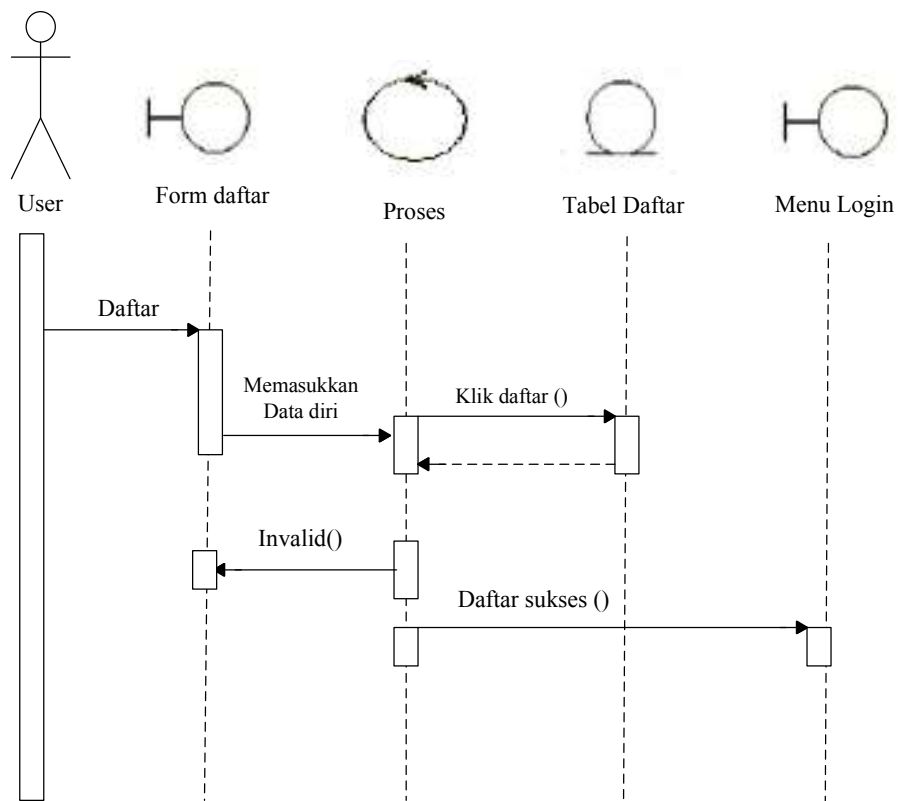 User
Form daftar
Proses
Tabel Daftar
Menu Login
Daftar
Memasukkan
Data diri
Klik daftar ()
Invalid()
Daftar sukses ()